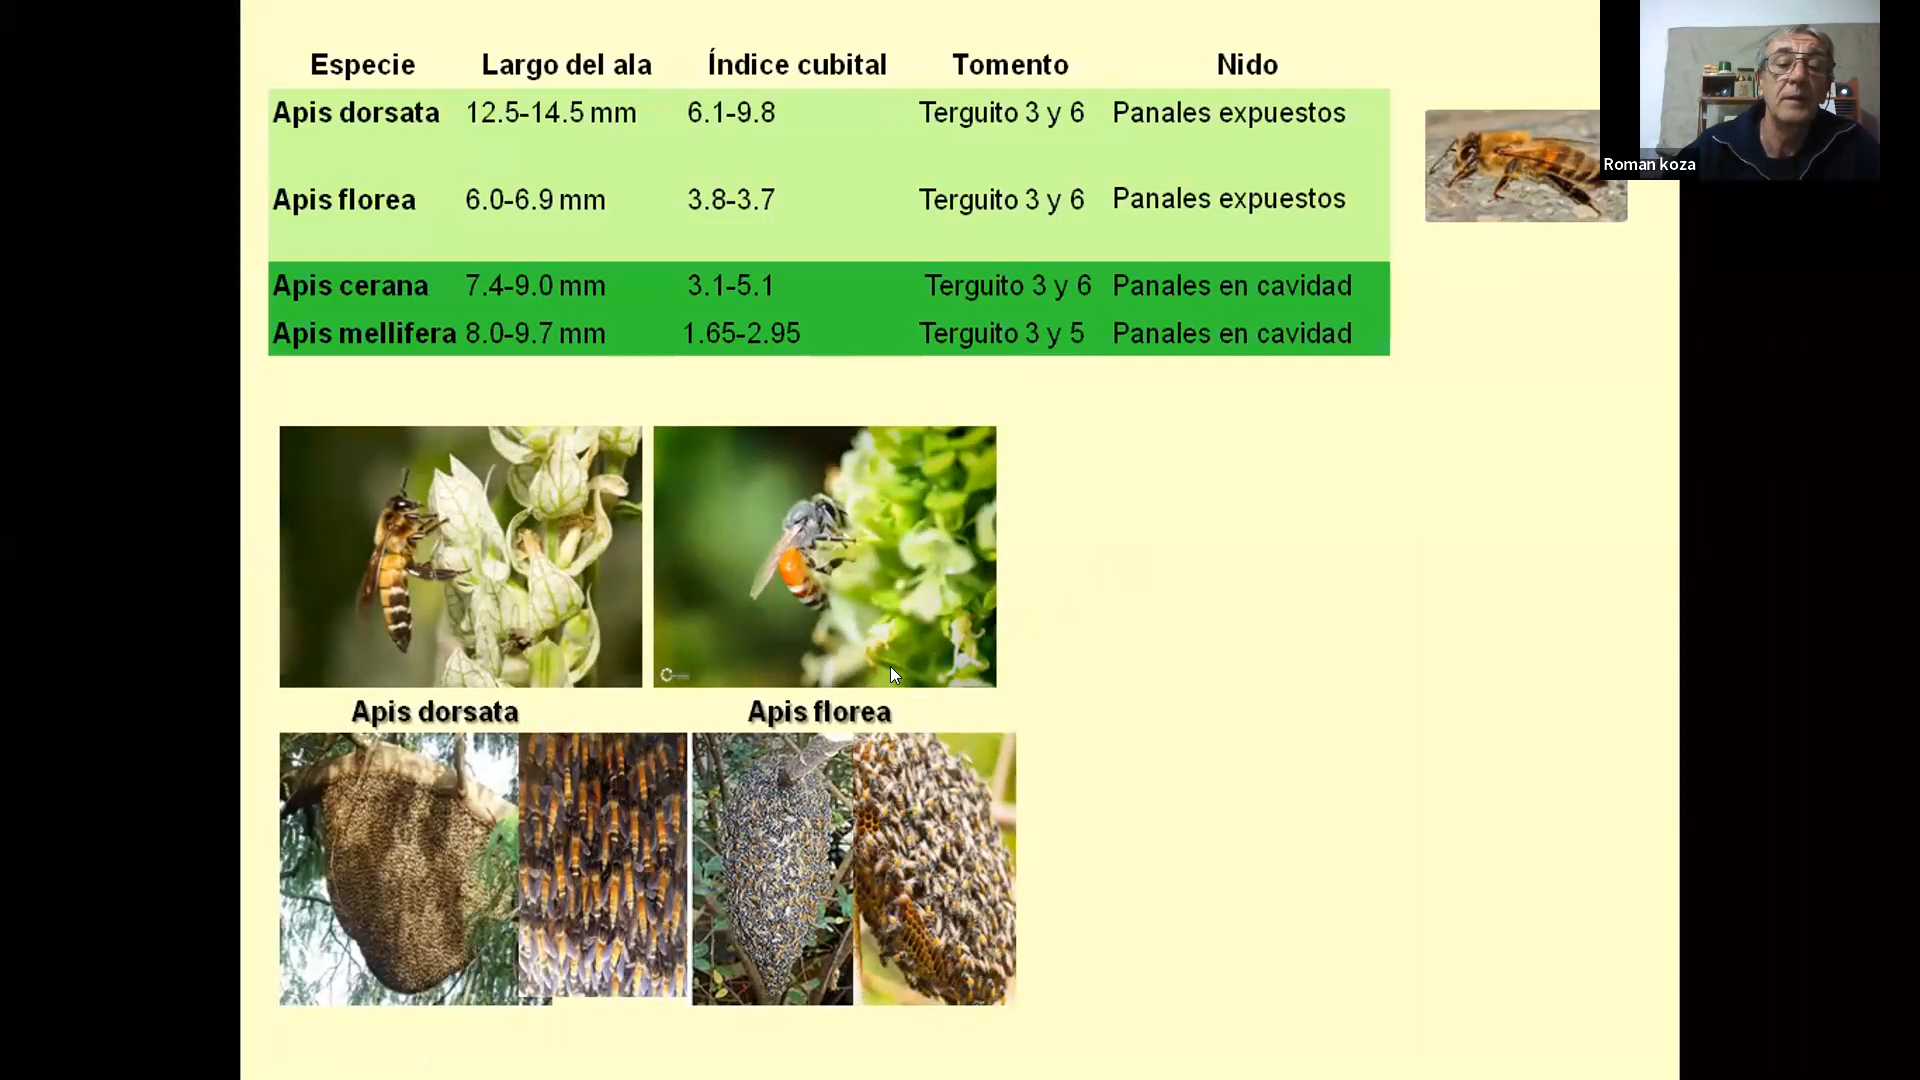 Especie Largo del ala Índice cubital Tomento Nido
Apis dorsata 12.5-14.5 mm 6.1-9.8 Terguito 3 y 6 Panales expuestos
Apis florea 6.0-6.9 mm 3.8-3.7 Terguito 3 y 6 Panales expuestos
Apis cerana 7.4-9.0 mm 3.1-5.1 Terguito 3 y 6 Panales en cavidad
Apis mellifera 8.0-9.7 mm 1.65-2.95 Terguito 3 y 5 Panales en cavidad
Roman koza
Apis dorsata Apis florea